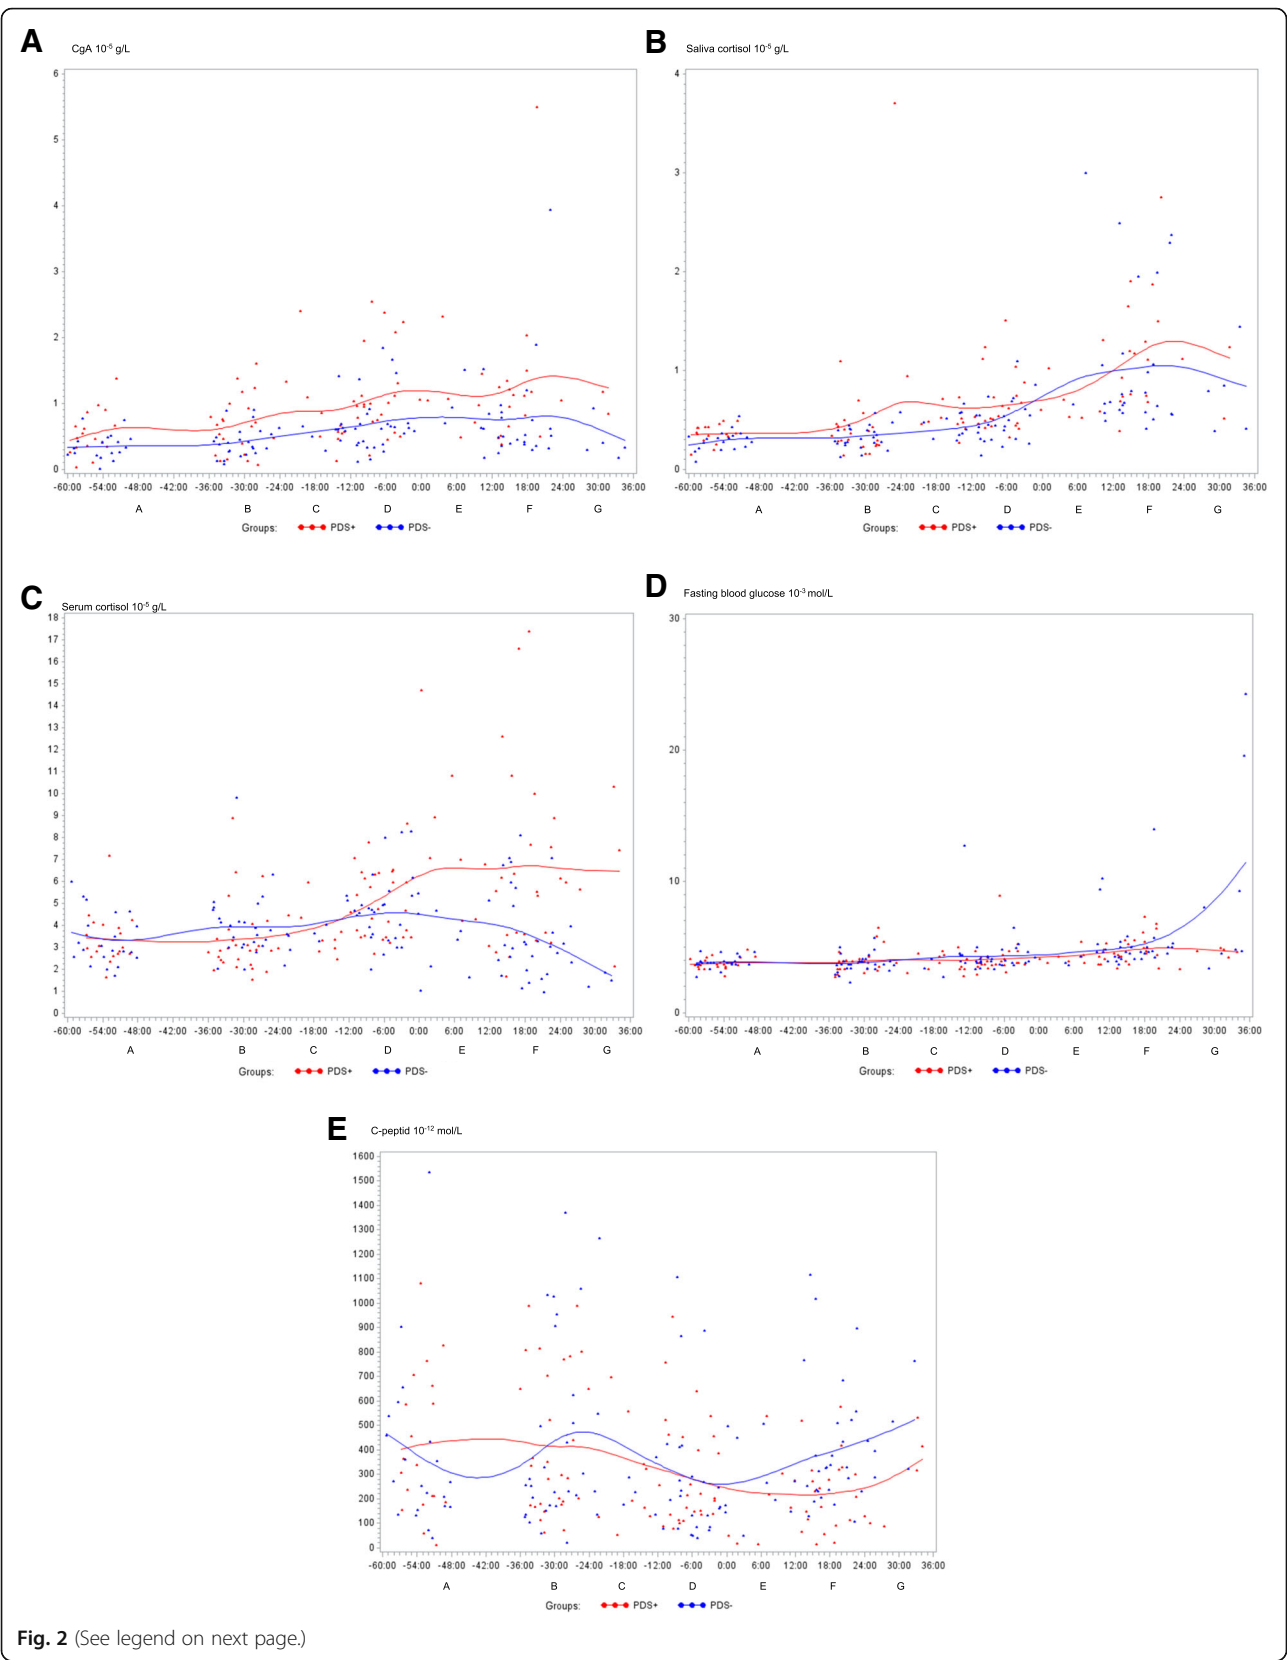 A CgA 10⁻⁵ g/L
6
5
4
3
2
1
0
-60:00 -54:00 -48:00 -42:00 -36:00 -30:00 -24:00 -18:00 -12:00 -6:00 0:00 6:00 12:00 18:00 24:00 30:00 36:00
A B C D E F G
Groups: PDS+ PDS-
B Saliva cortisol 10⁻⁵ g/L
4
3
2
1
0
-60:00 -54:00 -48:00 -42:00 -36:00 -30:00 -24:00 -18:00 -12:00 -6:00 0:00 6:00 12:00 18:00 24:00 30:00 36:00
A B C D E F G
Groups: PDS+ PDS-
C Serum cortisol 10⁻⁵ g/L
18
17
16
15
14
13
12
11
10
9
8
7
6
5
4
3
2
1
0
-60:00 -54:00 -48:00 -42:00 -36:00 -30:00 -24:00 -18:00 -12:00 -6:00 0:00 6:00 12:00 18:00 24:00 30:00 36:00
A B C D E F G
Groups: PDS+ PDS-
D Fasting blood glucose 10⁻³ mol/L
30
20
10
0
-60:00 -54:00 -48:00 -42:00 -36:00 -30:00 -24:00 -18:00 -12:00 -6:00 0:00 6:00 12:00 18:00 24:00 30:00 36:00
A B C D E F G
Groups: PDS+ PDS-
E C-peptid 10⁻¹² mol/L
1600
1500
1400
1300
1200
1100
1000
900
800
700
600
500
400
300
200
100
0
-60:00 -54:00 -48:00 -42:00 -36:00 -30:00 -24:00 -18:00 -12:00 -6:00 0:00 6:00 12:00 18:00 24:00 30:00 36:00
A B C D E F G
Groups: PDS+ PDS-
Fig. 2 (See legend on next page.)